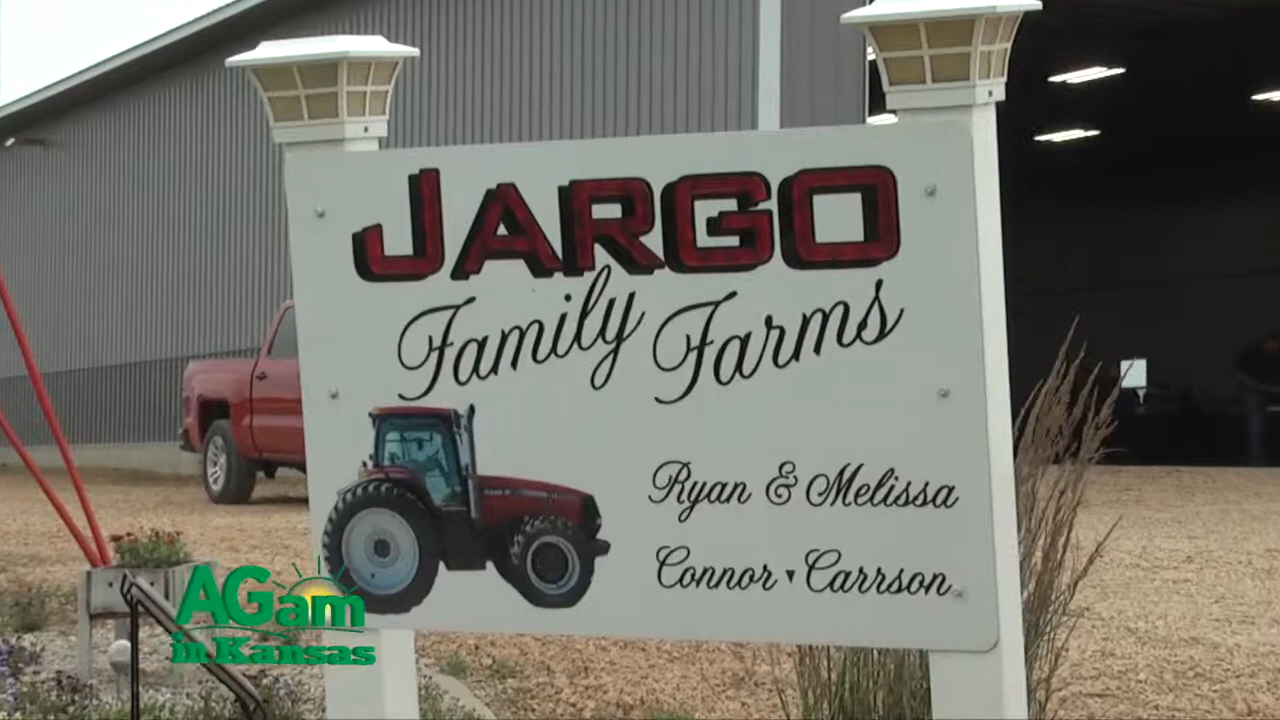 JARGO
Family Farms
Ryan & Melissa
Connor ▾ Carrson
AGam
in Kansas